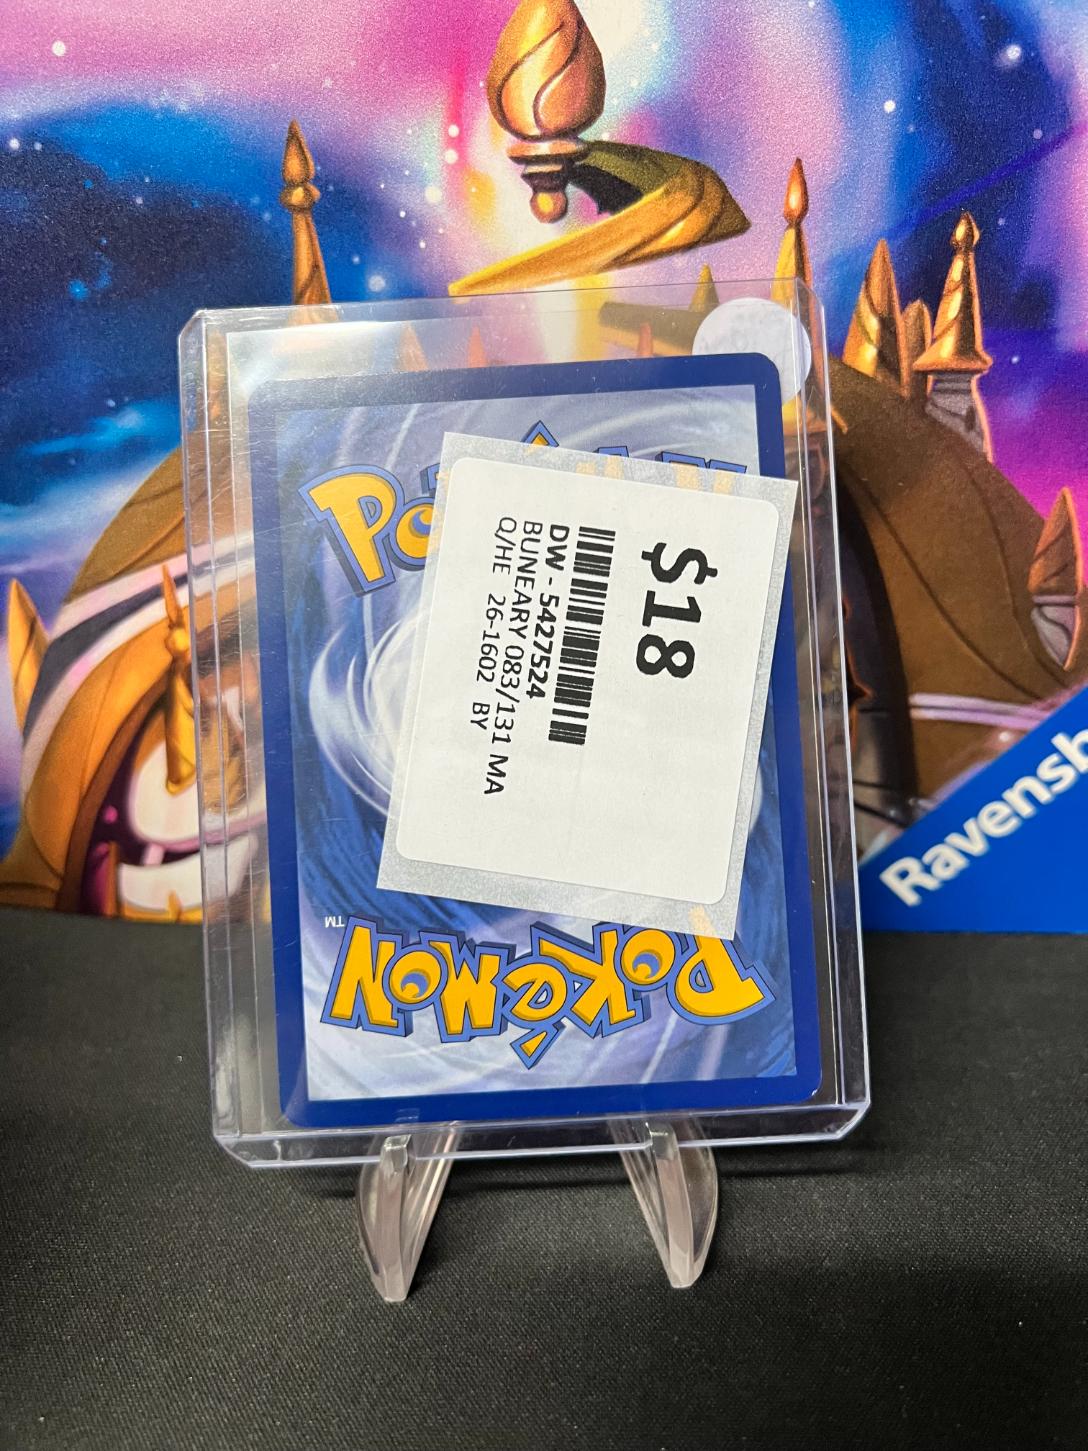 POKÉMON
$18
DW - 5427524
BUNEARY 083/131 MA
Q/HE 26-1602 BY
POKÉMON
TM
Ravensb